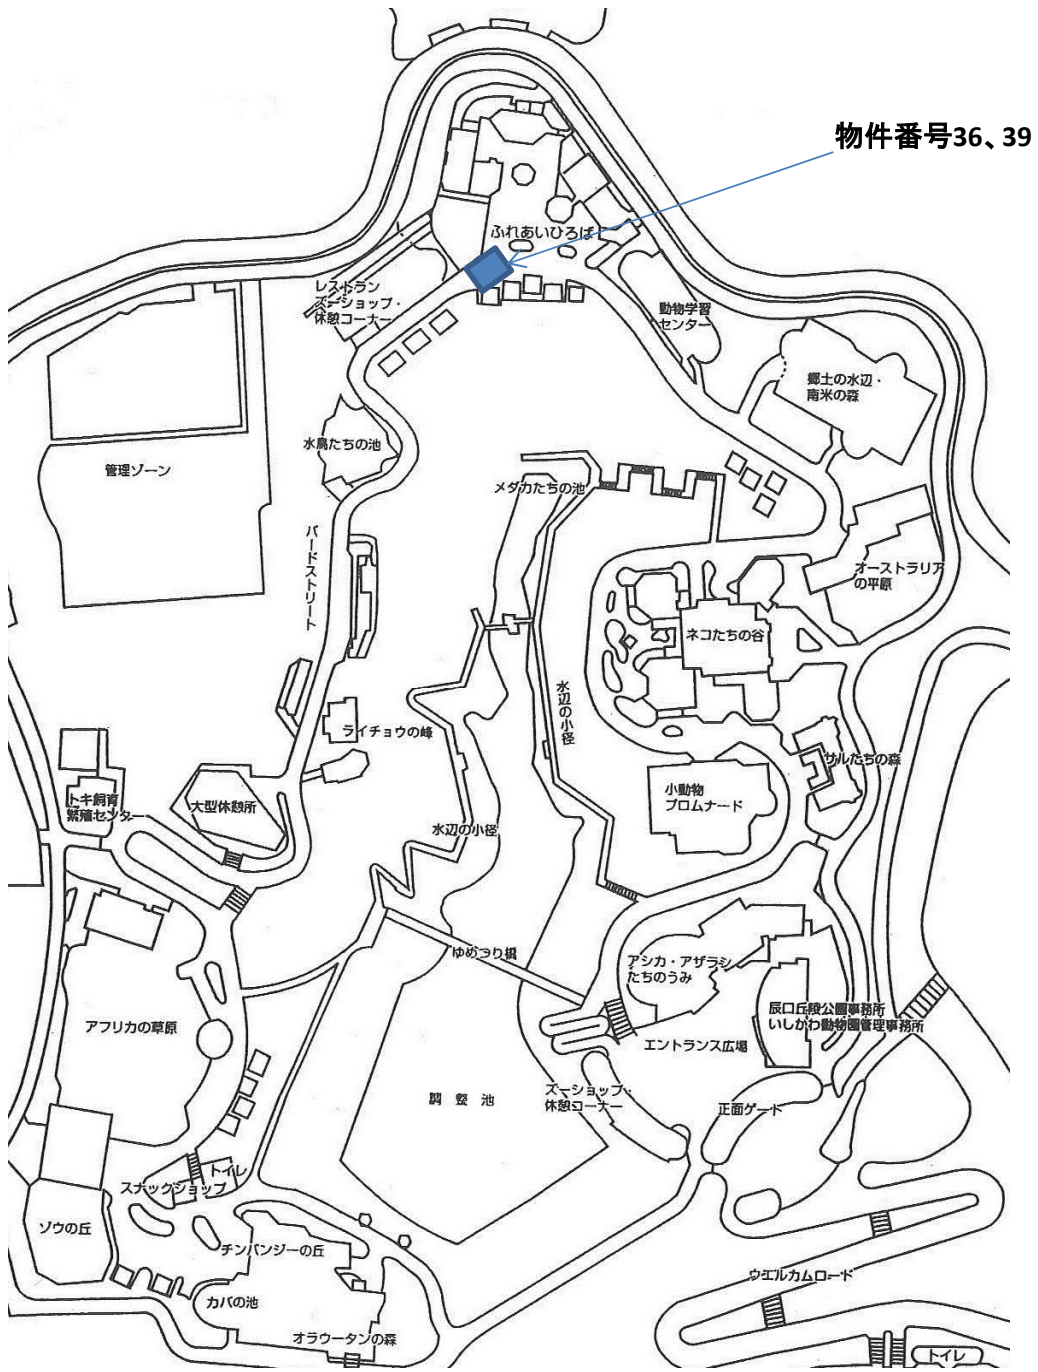 物件番号36、39
ふれあいひろば
レストラン
ズーショップ・
休憩コーナー
動物学習
センター
郷土の水辺・
南米の森
水鳥たちの池
管理ゾーン
メダカたちの池
バードストリート
オーストラリア
の平原
ネコたちの谷
水辺の小径
ライチョウの峰
サルたちの森
小動物
プロムナード
トキ飼育
繁殖センター
大型休憩所
水辺の小径
ゆめつり橋
アシカ・アザラシ
たちのうみ
辰口丘陵公園事務所
いしかわ動物園管理事務所
アフリカの草原
エントランス広場
調整池
ズーショップ・
休憩コーナー
正面ゲート
トイレ
スナックショップ
ゾウの丘
チンパンジーの丘
カバの池
ウエルカムロード
オラウータンの森
トイレ